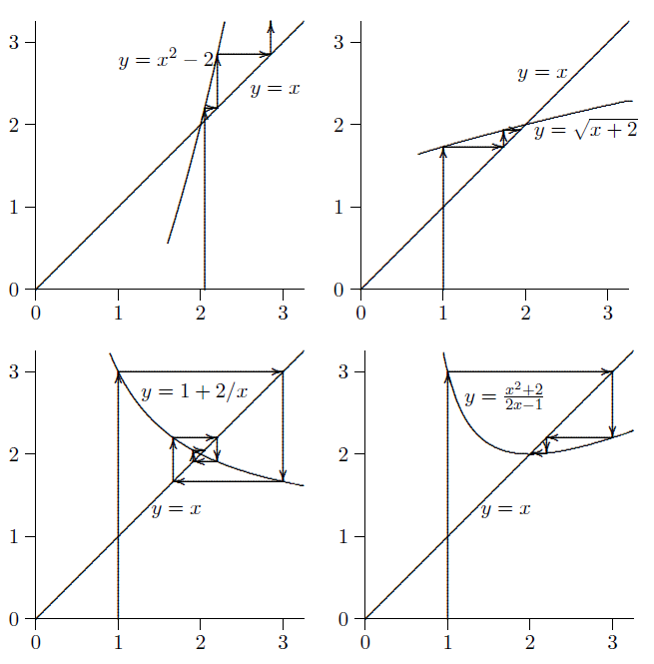 3
y = x² − 2
y = x
2
1
0
0 1 2 3
3
y = x
2
y = √(x + 2)
1
0
0 1 2 3
3
y = 1 + 2/x
2
y = x
1
0
0 1 2 3
3
y = (x²+2)/(2x−1)
2
y = x
1
0
0 1 2 3